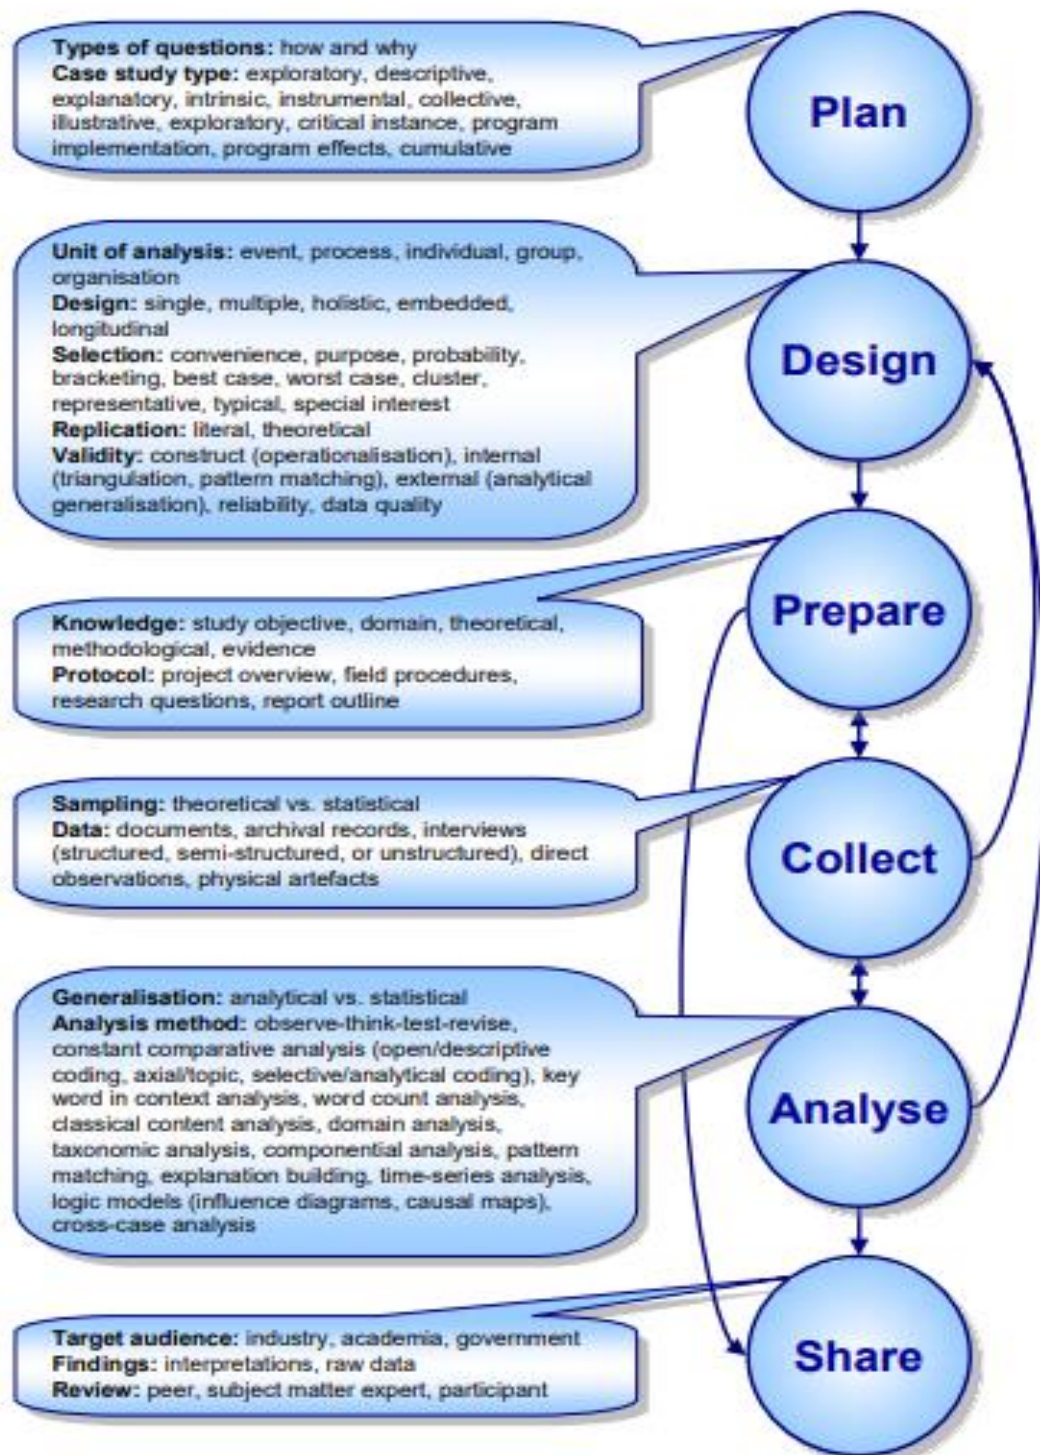 Types of questions: how and why
Case study type: exploratory, descriptive,
explanatory, intrinsic, instrumental, collective,
illustrative, exploratory, critical instance, program
implementation, program effects, cumulative
Plan
Unit of analysis: event, process, individual, group,
organisation
Design: single, multiple, holistic, embedded,
longitudinal
Selection: convenience, purpose, probability,
bracketing, best case, worst case, cluster,
representative, typical, special interest
Replication: literal, theoretical
Validity: construct (operationalisation), internal
(triangulation, pattern matching), external (analytical
generalisation), reliability, data quality
Design
Knowledge: study objective, domain, theoretical,
methodological, evidence
Protocol: project overview, field procedures,
research questions, report outline
Prepare
Sampling: theoretical vs. statistical
Data: documents, archival records, interviews
(structured, semi-structured, or unstructured), direct
observations, physical artefacts
Collect
Generalisation: analytical vs. statistical
Analysis method: observe-think-test-revise,
constant comparative analysis (open/descriptive
coding, axial/topic, selective/analytical coding), key
word in context analysis, word count analysis,
classical content analysis, domain analysis,
taxonomic analysis, componential analysis, pattern
matching, explanation building, time-series analysis,
logic models (influence diagrams, causal maps),
cross-case analysis
Analyse
Target audience: industry, academia, government
Findings: interpretations, raw data
Review: peer, subject matter expert, participant
Share